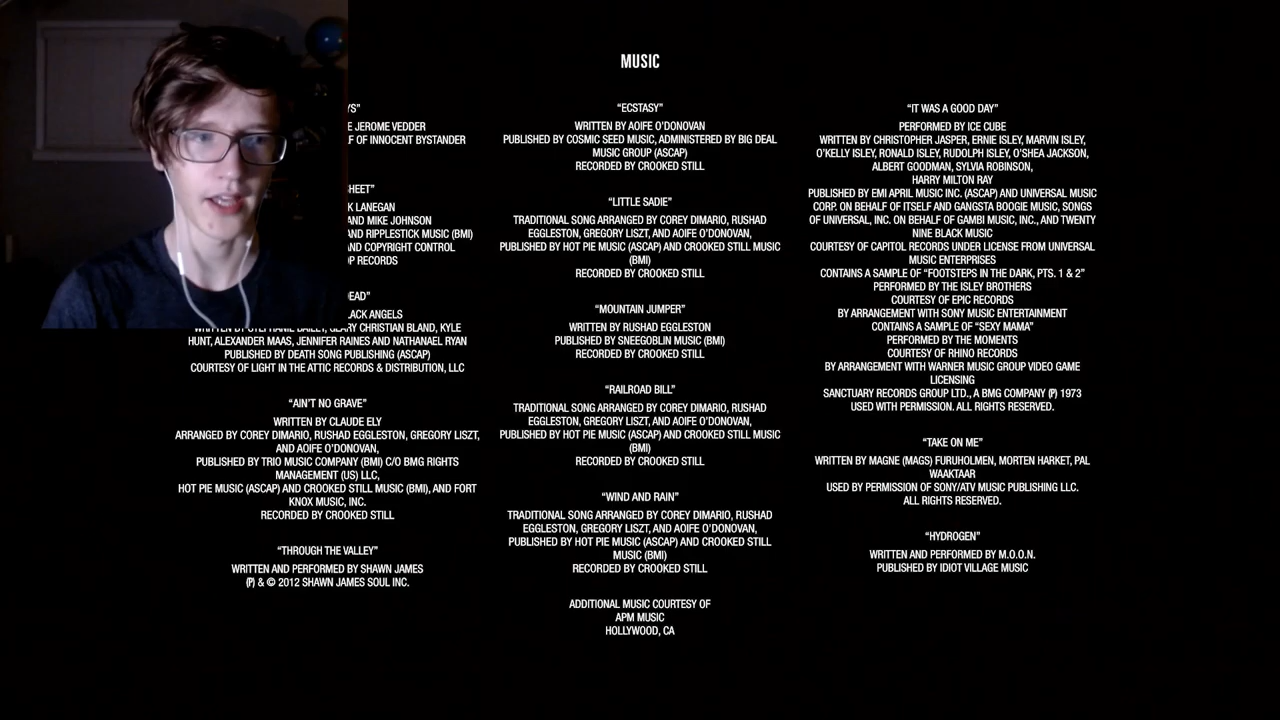 MUSIC
YS”
E JEROME VEDDER
LF OF INNOCENT BYSTANDER
SHEET”
K LANEGAN
AND MIKE JOHNSON
AND RIPPLESTICK MUSIC (BMI)
AND COPYRIGHT CONTROL
OP RECORDS
DEAD”
LACK ANGELS
WRITTEN BY STEPHANIE BAILEY, GEARY CHRISTIAN BLAND, KYLE
HUNT, ALEXANDER MAAS, JENNIFER RAINES AND NATHANAEL RYAN
PUBLISHED BY DEATH SONG PUBLISHING (ASCAP)
COURTESY OF LIGHT IN THE ATTIC RECORDS & DISTRIBUTION, LLC
“AIN’T NO GRAVE”
WRITTEN BY CLAUDE ELY
ARRANGED BY COREY DIMARIO, RUSHAD EGGLESTON, GREGORY LISZT,
AND AOIFE O’DONOVAN,
PUBLISHED BY TRIO MUSIC COMPANY (BMI) C/O BMG RIGHTS
MANAGEMENT (US) LLC,
HOT PIE MUSIC (ASCAP) AND CROOKED STILL MUSIC (BMI), AND FORT
KNOX MUSIC, INC.
RECORDED BY CROOKED STILL
“THROUGH THE VALLEY”
WRITTEN AND PERFORMED BY SHAWN JAMES
℗ & © 2012 SHAWN JAMES SOUL INC.
“ECSTASY”
WRITTEN BY AOIFE O’DONOVAN
PUBLISHED BY COSMIC SEED MUSIC, ADMINISTERED BY BIG DEAL
MUSIC GROUP (ASCAP)
RECORDED BY CROOKED STILL
“LITTLE SADIE”
TRADITIONAL SONG ARRANGED BY COREY DIMARIO, RUSHAD
EGGLESTON, GREGORY LISZT, AND AOIFE O’DONOVAN,
PUBLISHED BY HOT PIE MUSIC (ASCAP) AND CROOKED STILL MUSIC
(BMI)
RECORDED BY CROOKED STILL
“MOUNTAIN JUMPER”
WRITTEN BY RUSHAD EGGLESTON
PUBLISHED BY SNEEGOBLIN MUSIC (BMI)
RECORDED BY CROOKED STILL
“RAILROAD BILL”
TRADITIONAL SONG ARRANGED BY COREY DIMARIO, RUSHAD
EGGLESTON, GREGORY LISZT, AND AOIFE O’DONOVAN,
PUBLISHED BY HOT PIE MUSIC (ASCAP) AND CROOKED STILL MUSIC
(BMI)
RECORDED BY CROOKED STILL
“WIND AND RAIN”
TRADITIONAL SONG ARRANGED BY COREY DIMARIO, RUSHAD
EGGLESTON, GREGORY LISZT, AND AOIFE O’DONOVAN,
PUBLISHED BY HOT PIE MUSIC (ASCAP) AND CROOKED STILL
MUSIC (BMI)
RECORDED BY CROOKED STILL
ADDITIONAL MUSIC COURTESY OF
APM MUSIC
HOLLYWOOD, CA
“IT WAS A GOOD DAY”
PERFORMED BY ICE CUBE
WRITTEN BY CHRISTOPHER JASPER, ERNIE ISLEY, MARVIN ISLEY,
O’KELLY ISLEY, RONALD ISLEY, RUDOLPH ISLEY, O’SHEA JACKSON,
ALBERT GOODMAN, SYLVIA ROBINSON,
HARRY MILTON RAY
PUBLISHED BY EMI APRIL MUSIC INC. (ASCAP) AND UNIVERSAL MUSIC
CORP. ON BEHALF OF ITSELF AND GANGSTA BOOGIE MUSIC, SONGS
OF UNIVERSAL, INC. ON BEHALF OF GAMBI MUSIC, INC., AND TWENTY
NINE BLACK MUSIC
COURTESY OF CAPITOL RECORDS UNDER LICENSE FROM UNIVERSAL
MUSIC ENTERPRISES
CONTAINS A SAMPLE OF “FOOTSTEPS IN THE DARK, PTS. 1 & 2”
PERFORMED BY THE ISLEY BROTHERS
COURTESY OF EPIC RECORDS
BY ARRANGEMENT WITH SONY MUSIC ENTERTAINMENT
CONTAINS A SAMPLE OF “SEXY MAMA”
PERFORMED BY THE MOMENTS
COURTESY OF RHINO RECORDS
BY ARRANGEMENT WITH WARNER MUSIC GROUP VIDEO GAME
LICENSING
SANCTUARY RECORDS GROUP LTD., A BMG COMPANY ℗ 1973
USED WITH PERMISSION. ALL RIGHTS RESERVED.
“TAKE ON ME”
WRITTEN BY MAGNE (MAGS) FURUHOLMEN, MORTEN HARKET, PAL
WAAKTAAR
USED BY PERMISSION OF SONY/ATV MUSIC PUBLISHING LLC.
ALL RIGHTS RESERVED.
“HYDROGEN”
WRITTEN AND PERFORMED BY M.O.O.N.
PUBLISHED BY IDIOT VILLAGE MUSIC